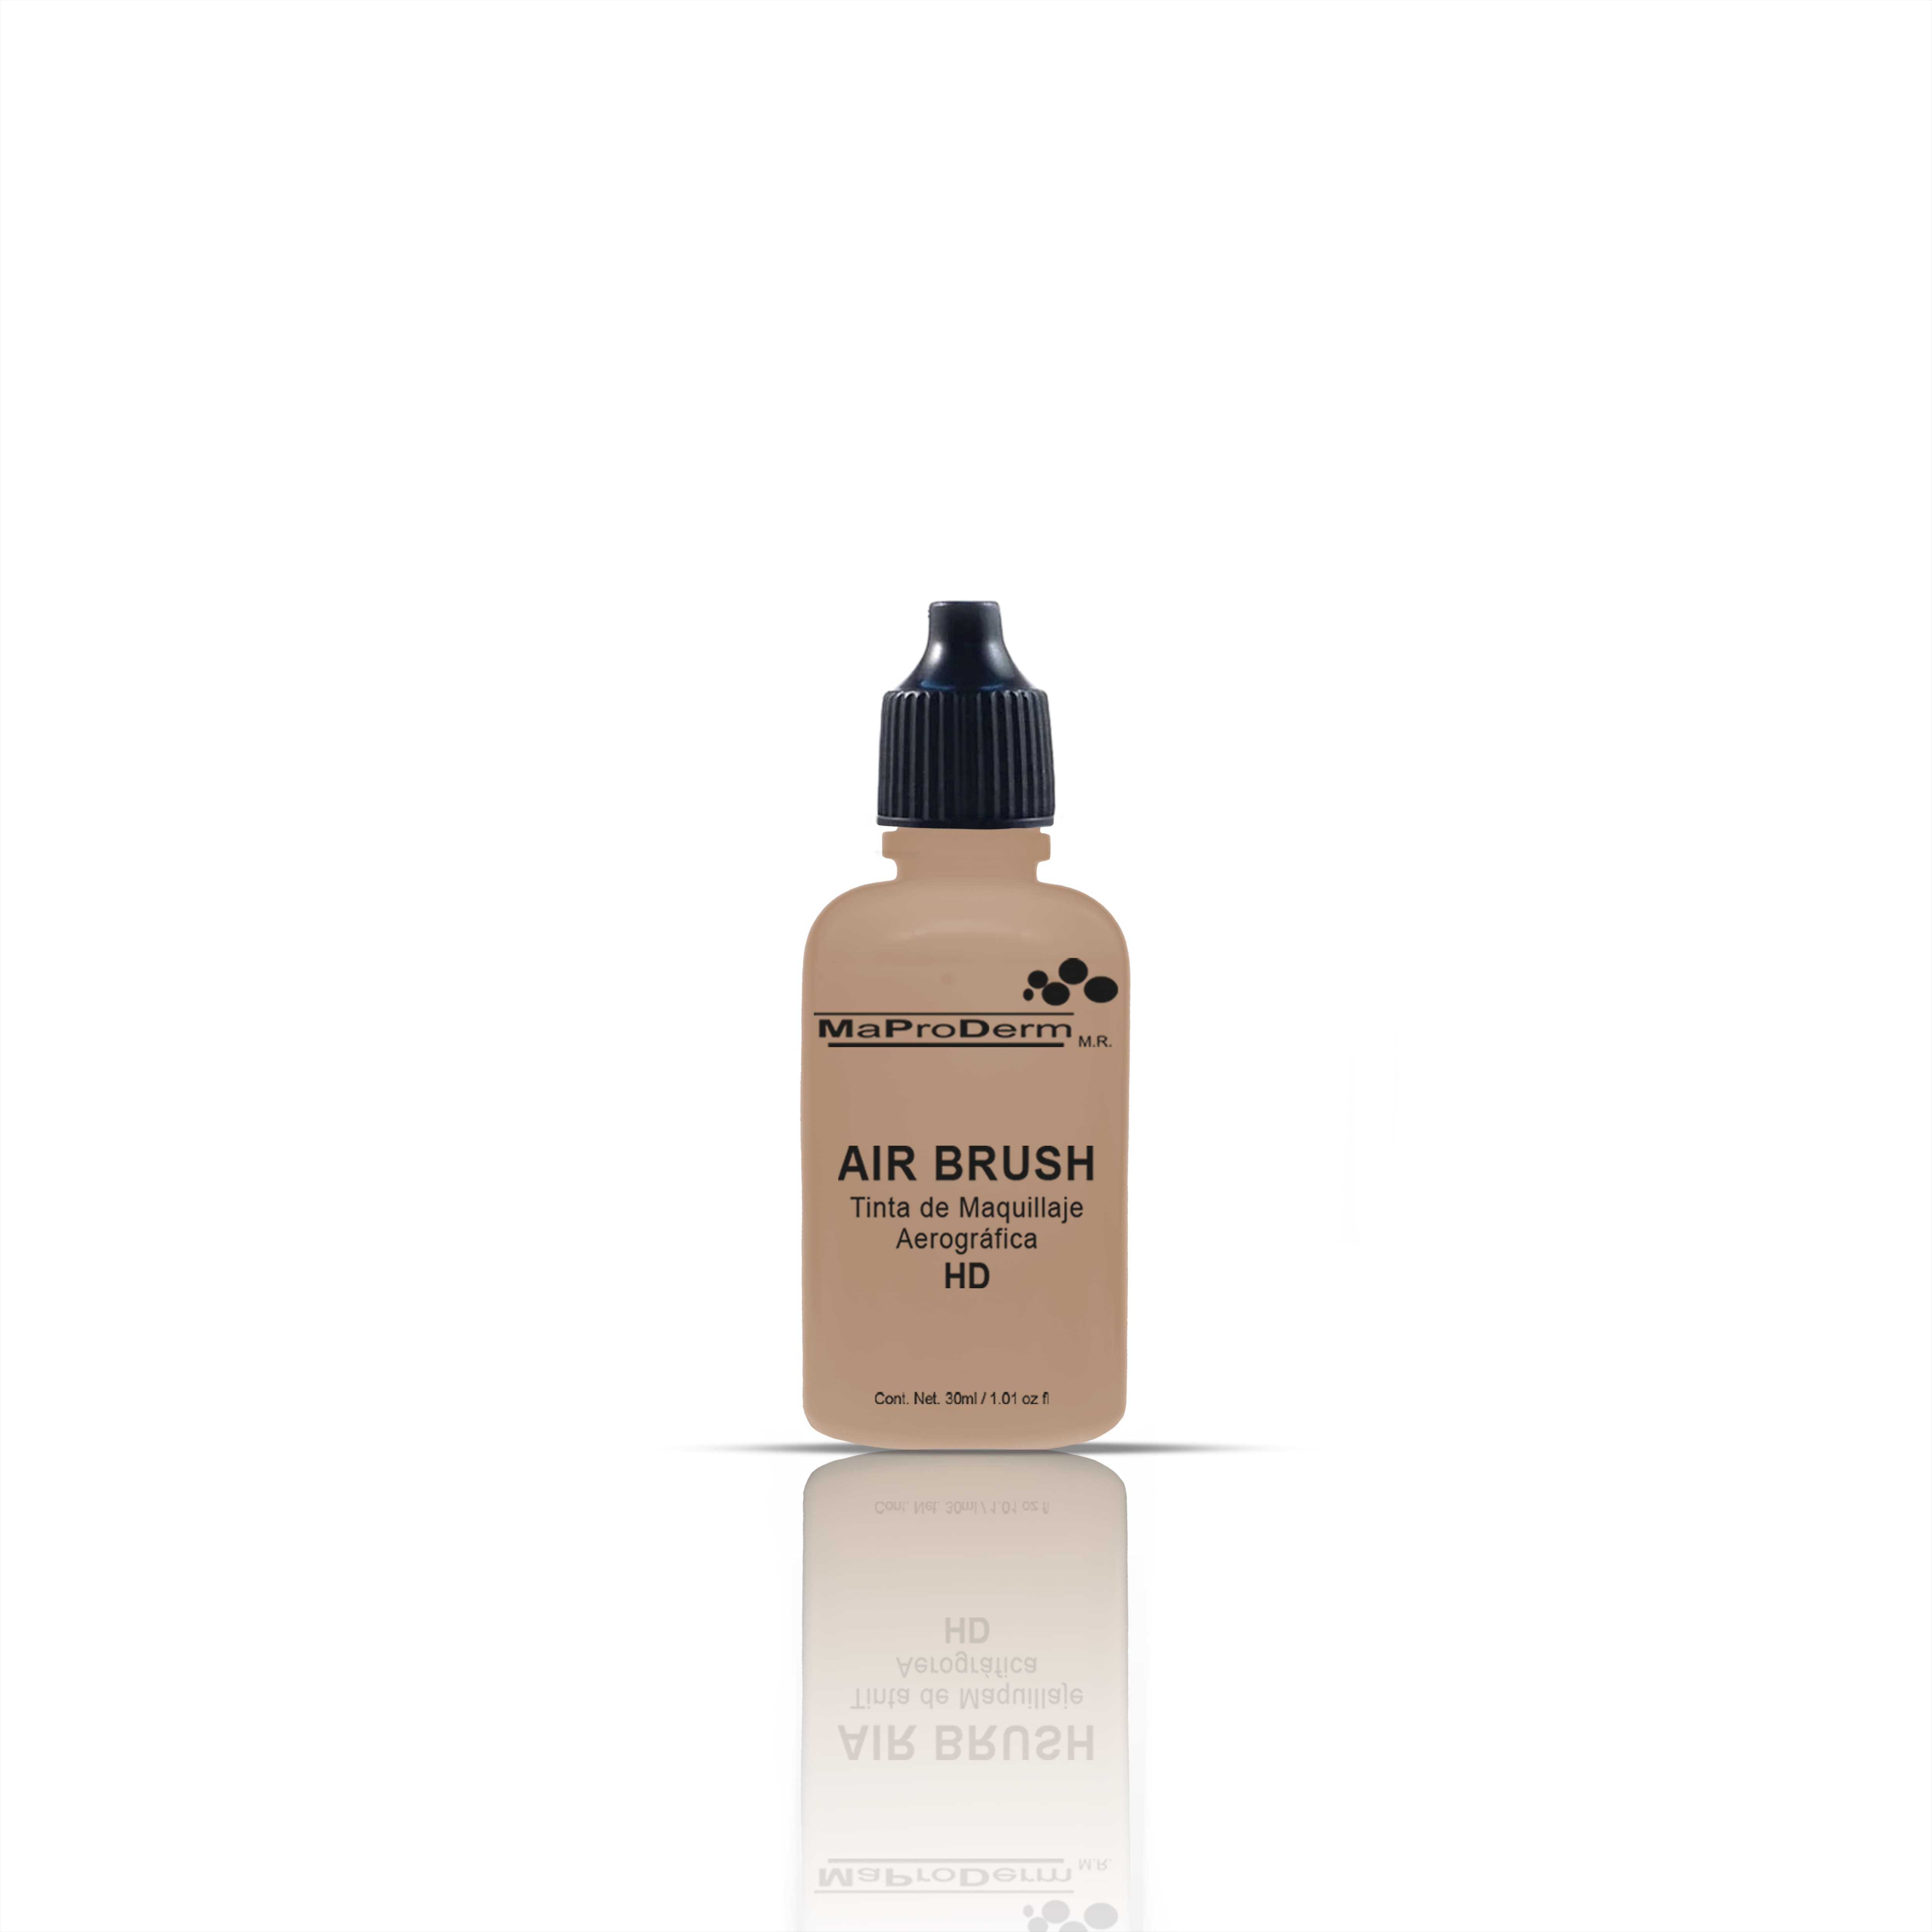 MaProDerm M.R.
AIR BRUSH
Tinta de Maquillaje
Aerográfica
HD
Cont. Net. 30ml / 1.01 oz fl